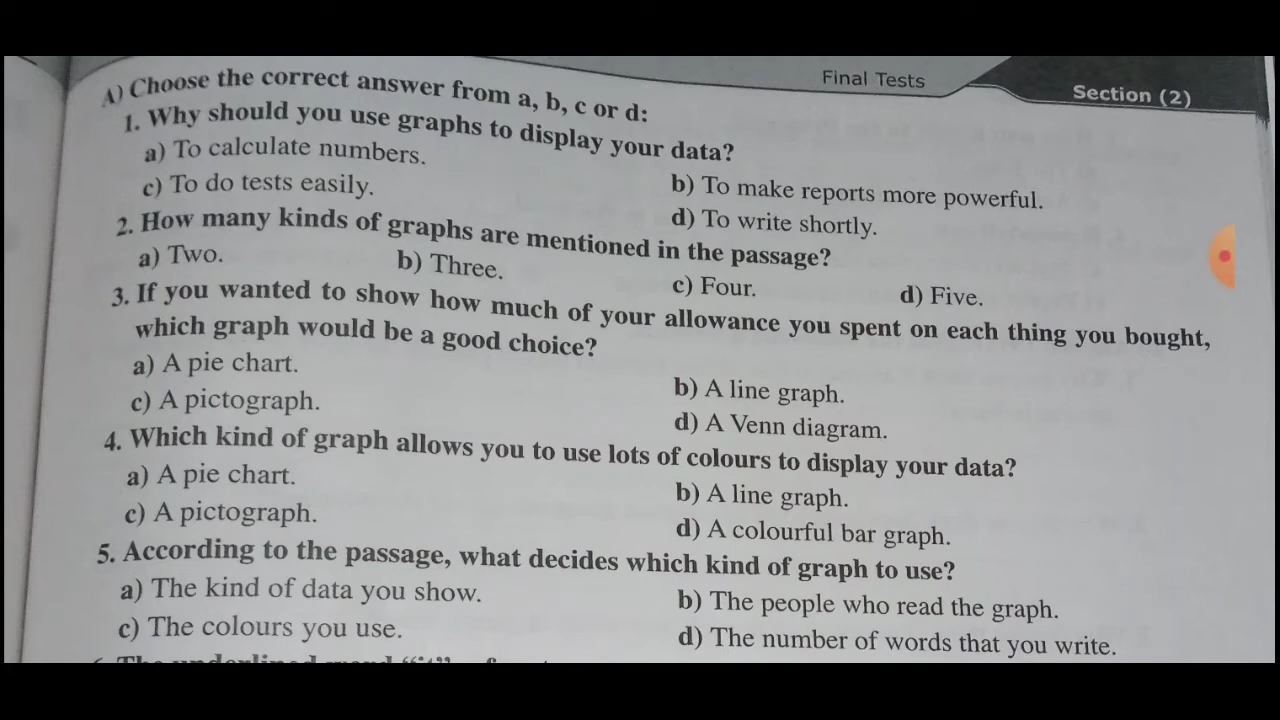 Final Tests
Section (2)
A) Choose the correct answer from a, b, c or d:
1. Why should you use graphs to display your data?
a) To calculate numbers.
b) To make reports more powerful.
c) To do tests easily.
d) To write shortly.
2. How many kinds of graphs are mentioned in the passage?
a) Two. b) Three. c) Four. d) Five.
3. If you wanted to show how much of your allowance you spent on each thing you bought,
which graph would be a good choice?
a) A pie chart.
b) A line graph.
c) A pictograph.
d) A Venn diagram.
4. Which kind of graph allows you to use lots of colours to display your data?
a) A pie chart.
b) A line graph.
c) A pictograph.
d) A colourful bar graph.
5. According to the passage, what decides which kind of graph to use?
a) The kind of data you show.
b) The people who read the graph.
c) The colours you use.
d) The number of words that you write.
The underlined word